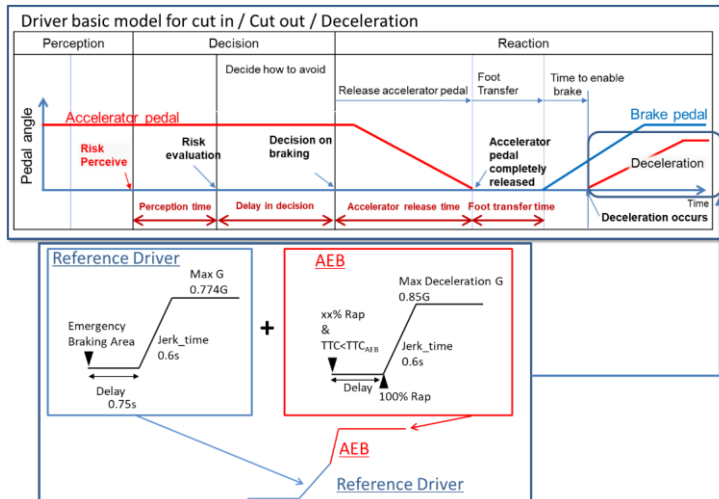 Driver basic model for cut in / Cut out / Deceleration
Perception
Decision
Reaction
Decide how to avoid
Release accelerator pedal
Foot
Transfer
Time to enable
brake
Pedal angle
Accelerator pedal
Brake pedal
Risk
Perceive
Risk
evaluation
Decision on
braking
Accelerator
pedal
completely
released
Deceleration
Time
Perception time
Delay in decision
Accelerator release time
Foot transfer time
Deceleration occurs
Reference Driver
Max G
0.774G
Emergency
Braking Area
Jerk_time
0.6s
Delay
0.75s
+
AEB
Max Deceleration G
0.85G
xx% Rap
&
TTC<TTC_AEB
Jerk_time
0.6s
Delay
100% Rap
AEB
Reference Driver